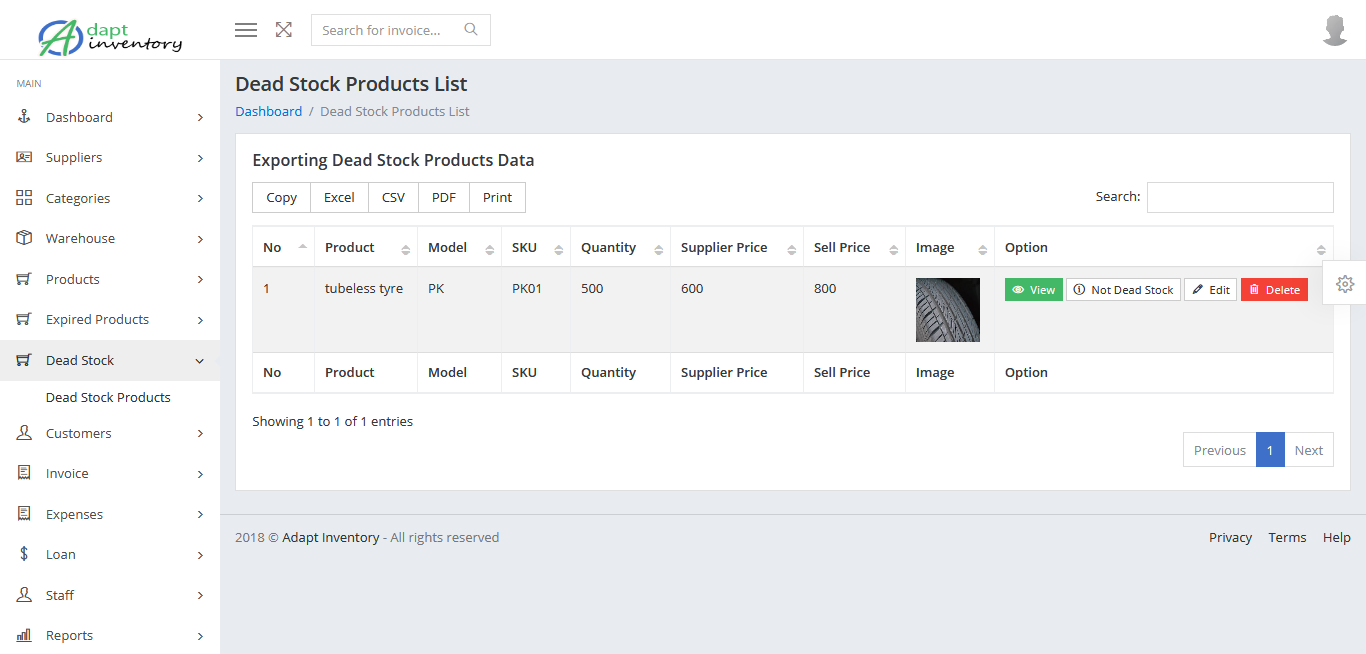 Adapt
inventory
Search for invoice...
MAIN
Dashboard
Suppliers
Categories
Warehouse
Products
Expired Products
Dead Stock
Dead Stock Products
Customers
Invoice
Expenses
Loan
Staff
Reports
Dead Stock Products List
Dashboard / Dead Stock Products List
Exporting Dead Stock Products Data
Copy Excel CSV PDF Print Search:
No Product Model SKU Quantity Supplier Price Sell Price Image Option
1 tubeless tyre PK PK01 500 600 800 View Not Dead Stock Edit Delete
No Product Model SKU Quantity Supplier Price Sell Price Image Option
Showing 1 to 1 of 1 entries
Previous 1 Next
2018 © Adapt Inventory - All rights reserved Privacy Terms Help